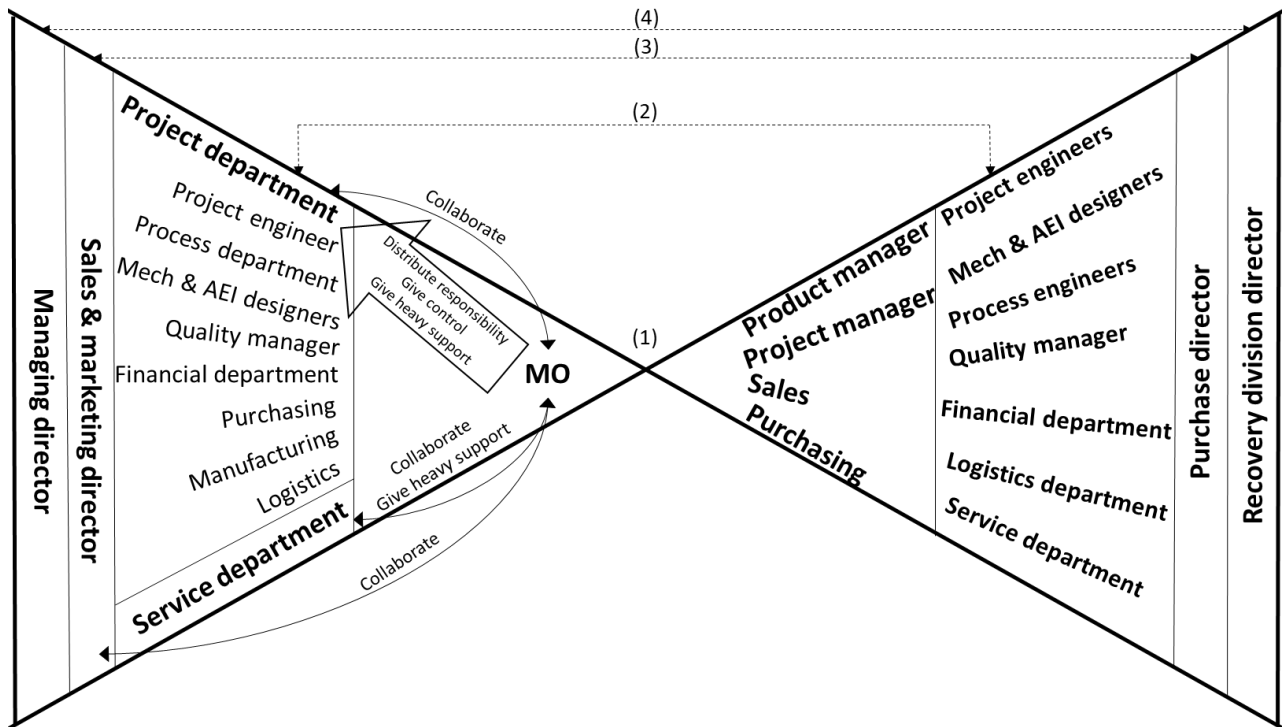 (4)
(3)
(2)
(1)
Managing director
Sales & marketing director
Project department
Project engineer
Process department
Mech & AEI designers
Quality manager
Financial department
Purchasing
Manufacturing
Logistics
Service department
Collaborate
Distribute responsibility
Give control
Give heavy support
MO
Collaborate
Give heavy support
Collaborate
Product manager
Project manager
Sales
Purchasing
Project engineers
Mech & AEI designers
Process engineers
Quality manager
Financial department
Logistics department
Service department
Purchase director
Recovery division director